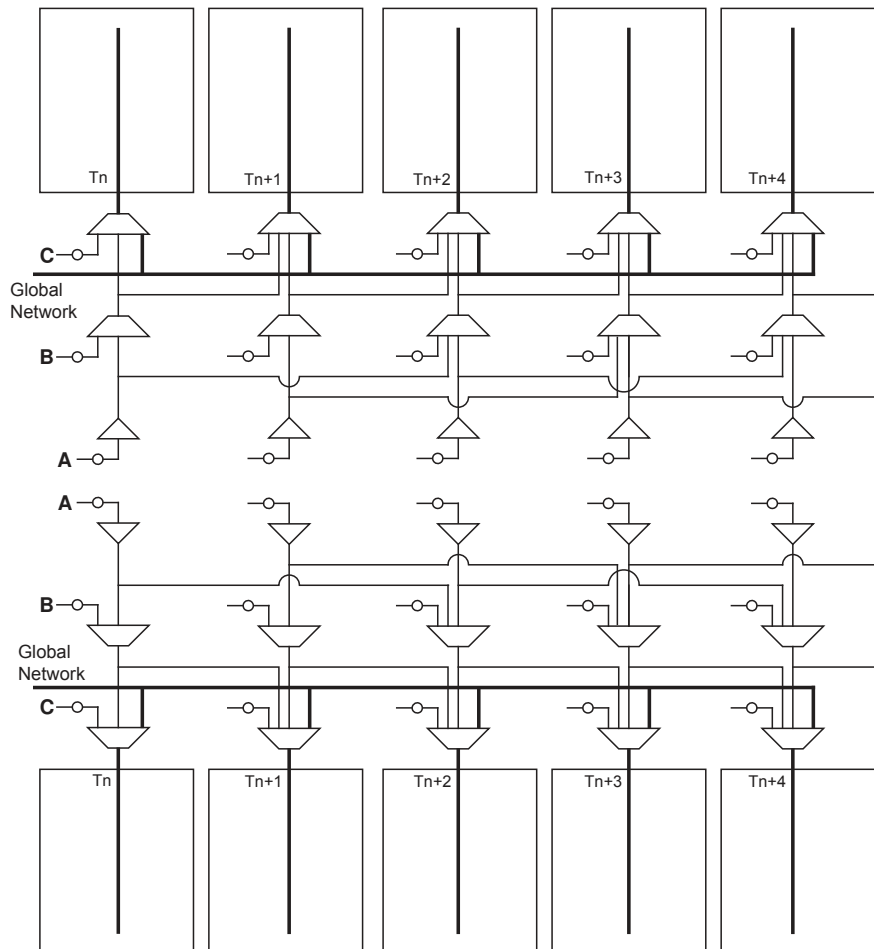 Tn
Tn+1
Tn+2
Tn+3
Tn+4
C
Global
Network
B
A
A
B
Global
Network
C
Tn
Tn+1
Tn+2
Tn+3
Tn+4